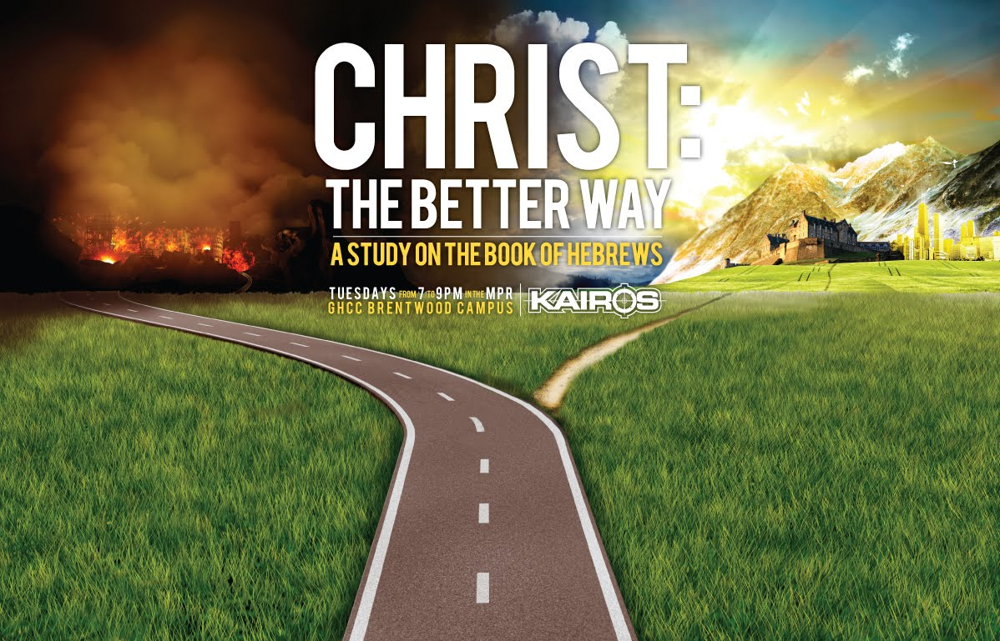 CHRIST:
THE BETTER WAY
A STUDY ON THE BOOK OF HEBREWS
TUESDAYS FROM 7 TO 9PM IN THE MPR
GHCC BRENTWOOD CAMPUS
KAIROS